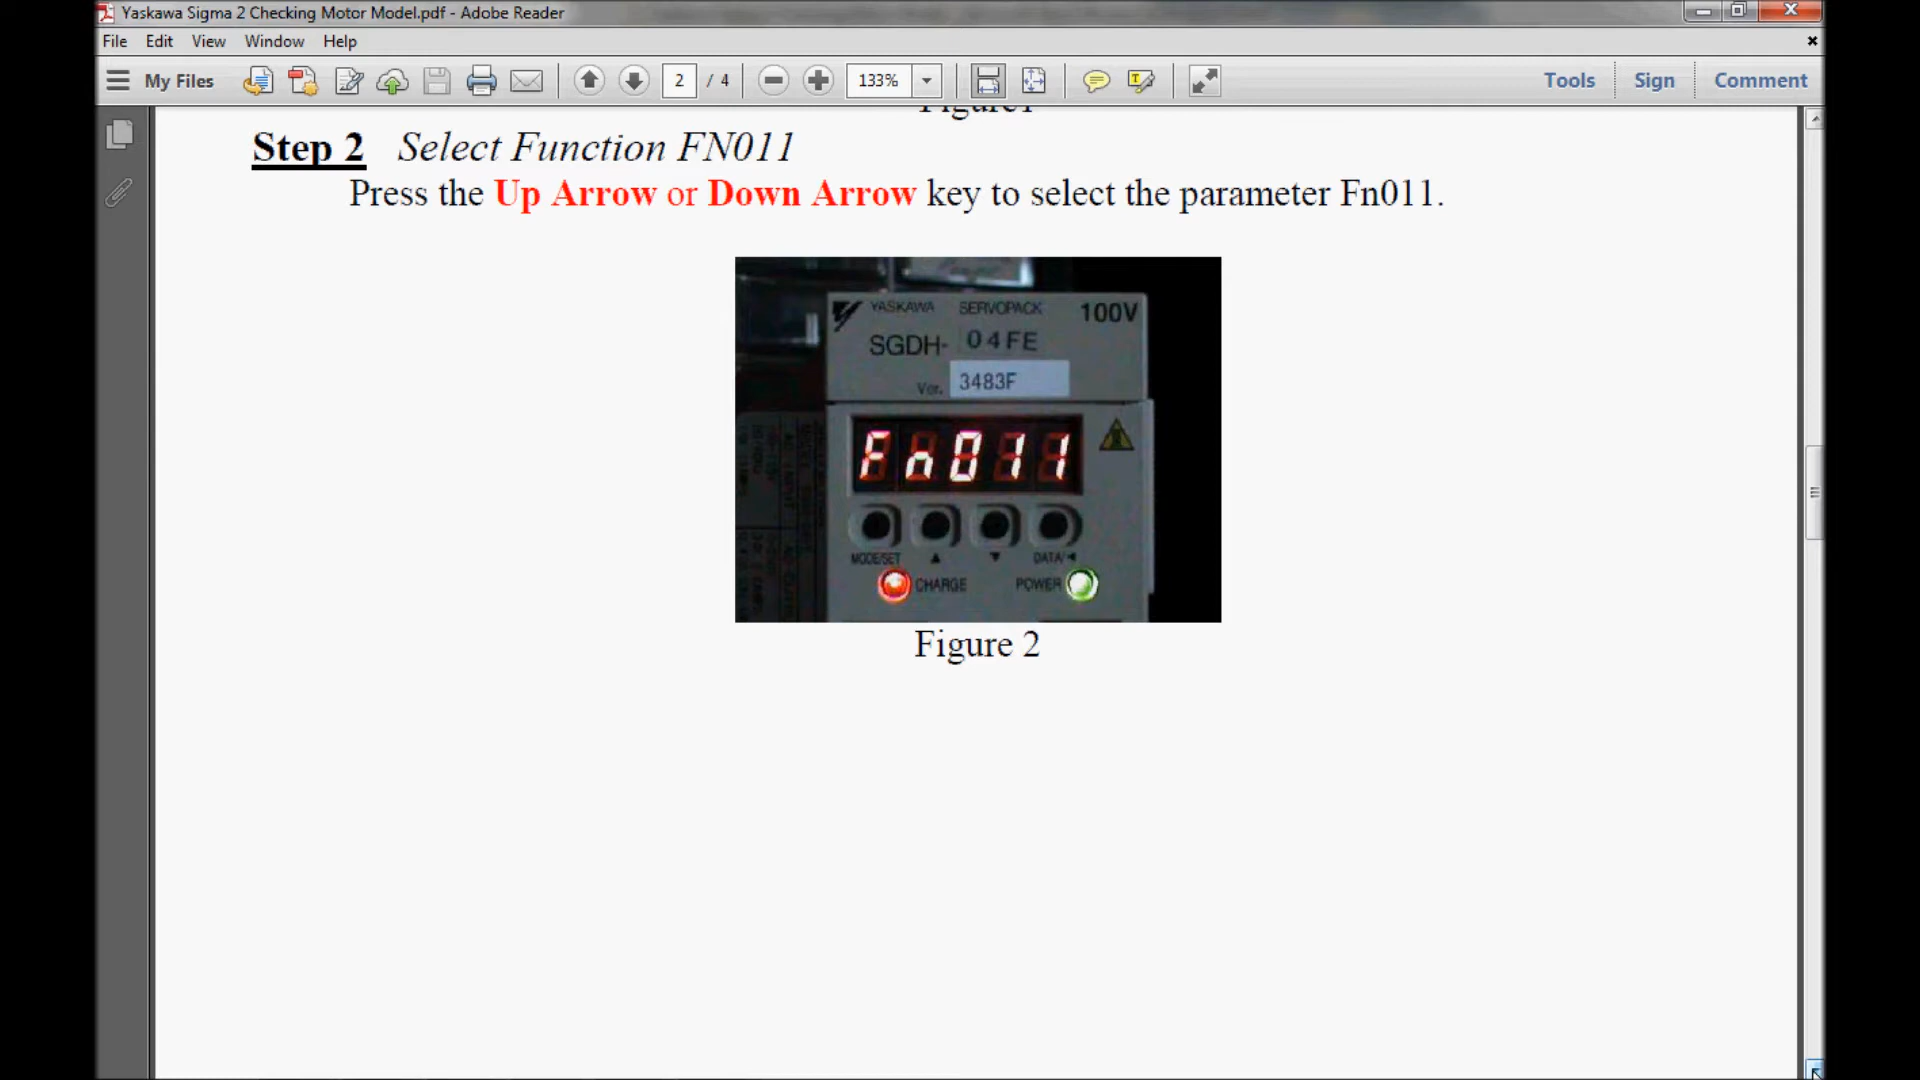 Yaskawa Sigma 2 Checking Motor Model.pdf - Adobe Reader
File Edit View Window Help
My Files 2 / 4 133% Tools Sign Comment
Figure1
Step 2 Select Function FN011
Press the Up Arrow or Down Arrow key to select the parameter Fn011.
YASKAWA SERVOPACK 100V
SGDH- 04FE
Ver. 3483F
Fn011
MODE/SET ▲ ▼ DATA/◀
CHARGE POWER
Figure 2